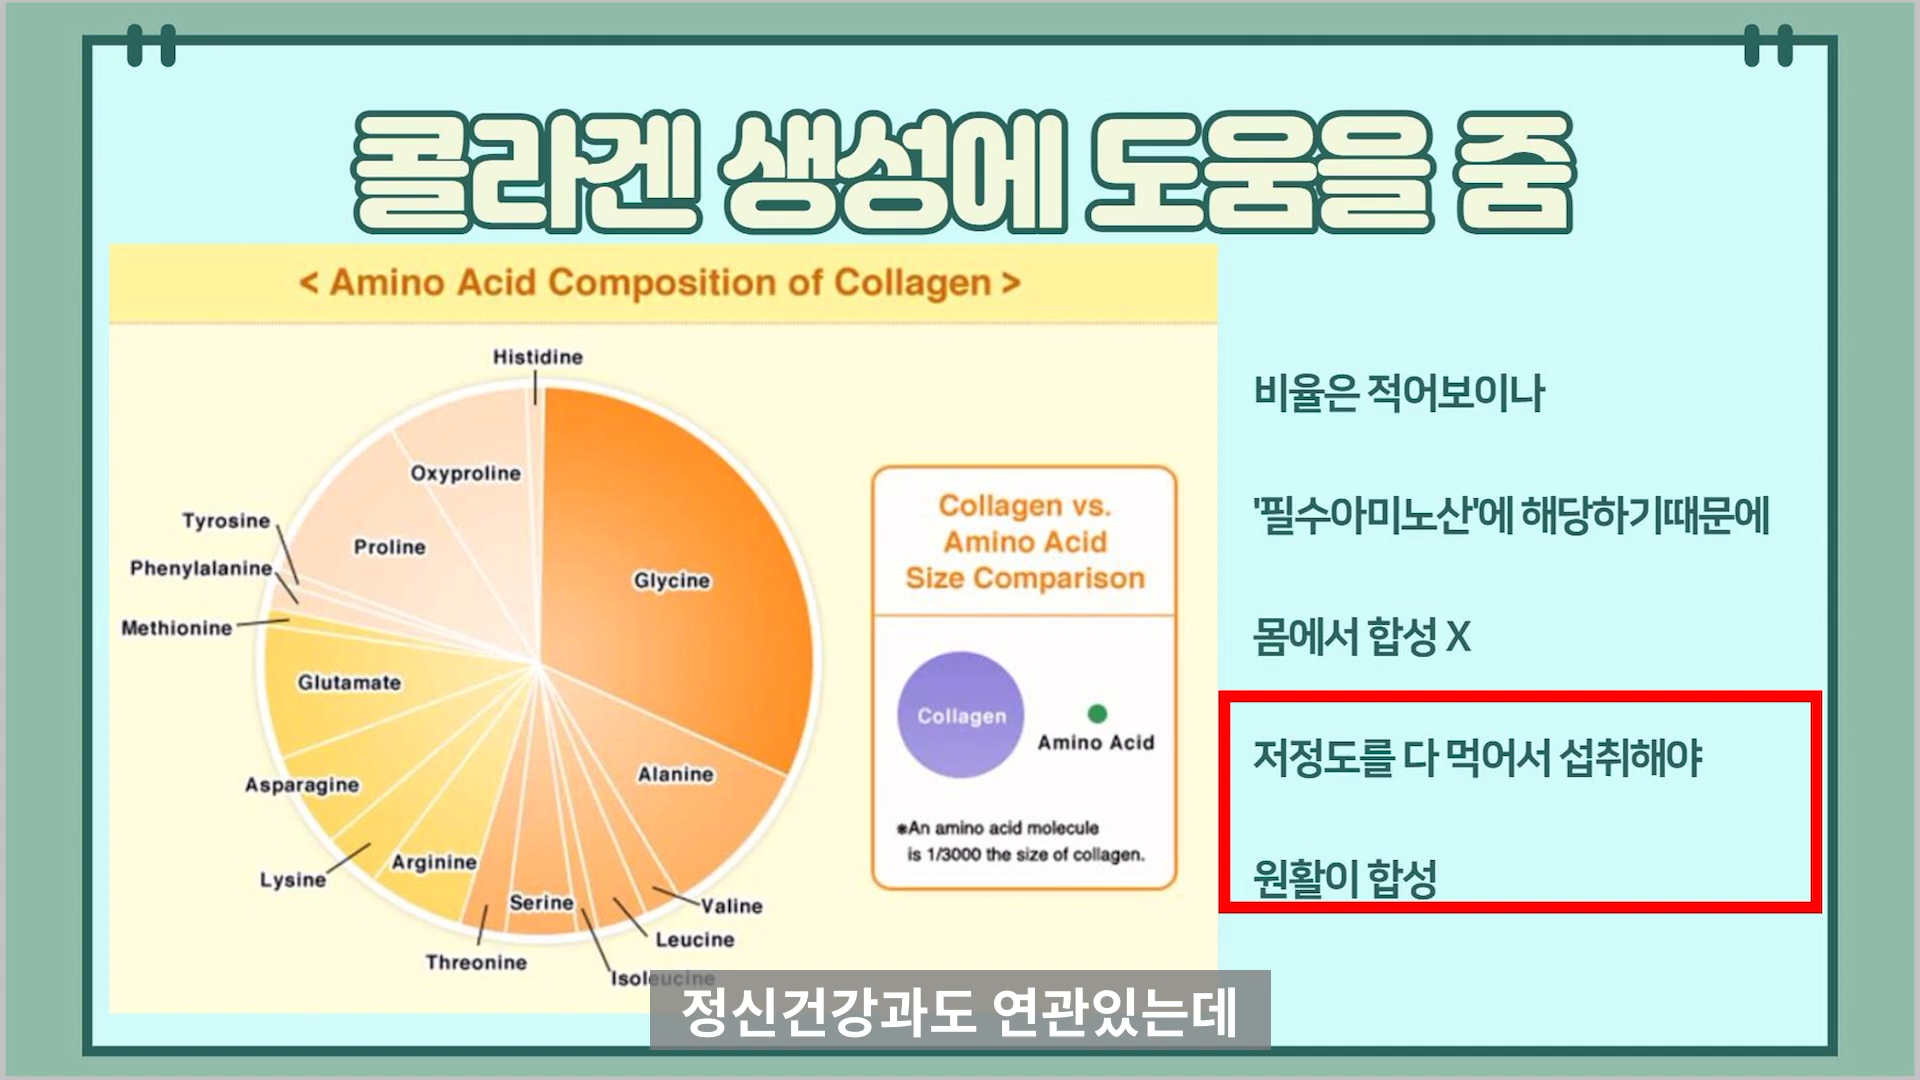 콜라겐 생성에 도움을 줌
< Amino Acid Composition of Collagen >
Histidine
Oxyproline
Tyrosine
Proline
Phenylalanine
Glycine
Methionine
Glutamate
Alanine
Asparagine
Arginine
Lysine
Serine
Valine
Leucine
Threonine
Isoleucine
Collagen vs.
Amino Acid
Size Comparison
Collagen
Amino Acid
※An amino acid molecule
is 1/3000 the size of collagen.
비율은 적어보이나
'필수아미노산'에 해당하기때문에
몸에서 합성 X
저정도를 다 먹어서 섭취해야
원활이 합성
정신건강과도 연관있는데